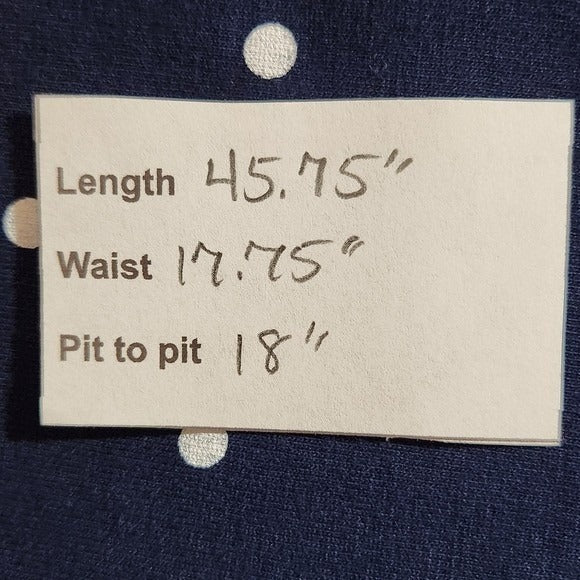 Length 45.75"
Waist 17.75"
Pit to pit 18"